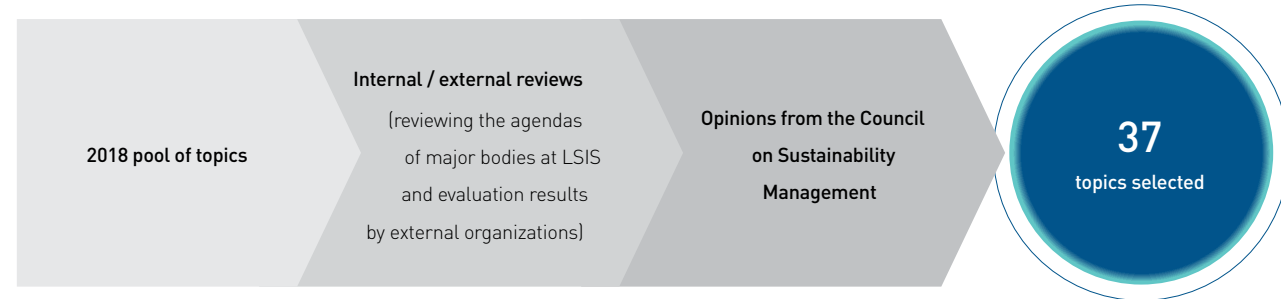 2018 pool of topics
Internal / external reviews
(reviewing the agendas
of major bodies at LSIS
and evaluation results
by external organizations)
Opinions from the Council
on Sustainability
Management
37
topics selected